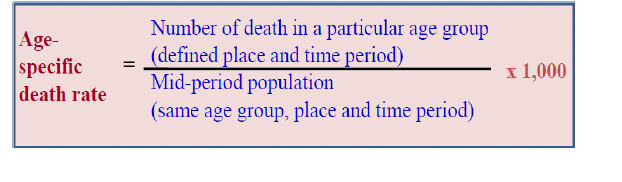 Age-
specific
death rate
=
Number of death in a particular age group
(defined place and time period)
Mid-period population
(same age group, place and time period)
x 1,000